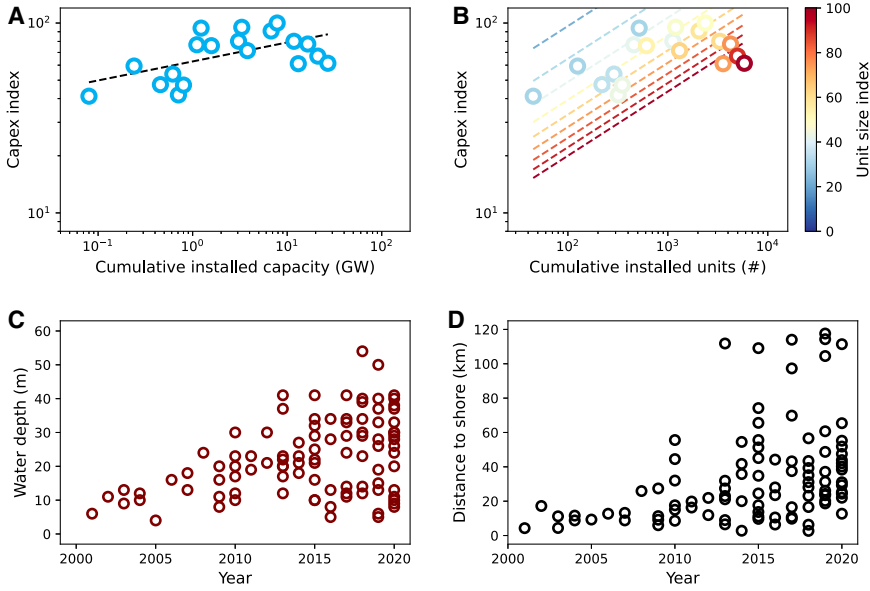 A
10²
10¹
Capex index
10⁻¹ 10⁰ 10¹ 10²
Cumulative installed capacity (GW)
B
10²
10¹
Capex index
10² 10³ 10⁴
Cumulative installed units (#)
100
80
60
40
20
0
Unit size index
C
60
50
40
30
20
10
0
Water depth (m)
2000 2005 2010 2015 2020
Year
D
120
100
80
60
40
20
0
Distance to shore (km)
2000 2005 2010 2015 2020
Year